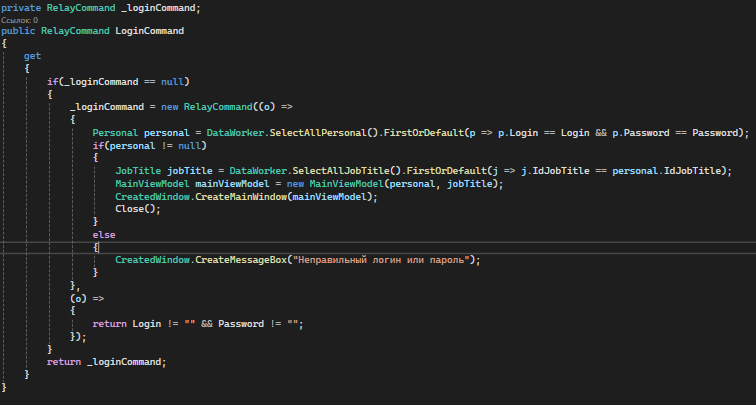 private RelayCommand _loginCommand;
Ссылок: 0
public RelayCommand LoginCommand
{
    get
    {
        if(_loginCommand == null)
        {
            _loginCommand = new RelayCommand((o) =>
            {
                Personal personal = DataWorker.SelectAllPersonal().FirstOrDefault(p => p.Login == Login && p.Password == Password);
                if(personal != null)
                {
                    JobTitle jobTitle = DataWorker.SelectAllJobTitle().FirstOrDefault(j => j.IdJobTitle == personal.IdJobTitle);
                    MainViewModel mainViewModel = new MainViewModel(personal, jobTitle);
                    CreatedWindow.CreateMainWindow(mainViewModel);
                    Close();
                }
                else
                {
                    CreatedWindow.CreateMessageBox("Неправильный логин или пароль");
                }
            },
            (o) =>
            {
                return Login != "" && Password != "";
            });
        }
        return _loginCommand;
    }
}